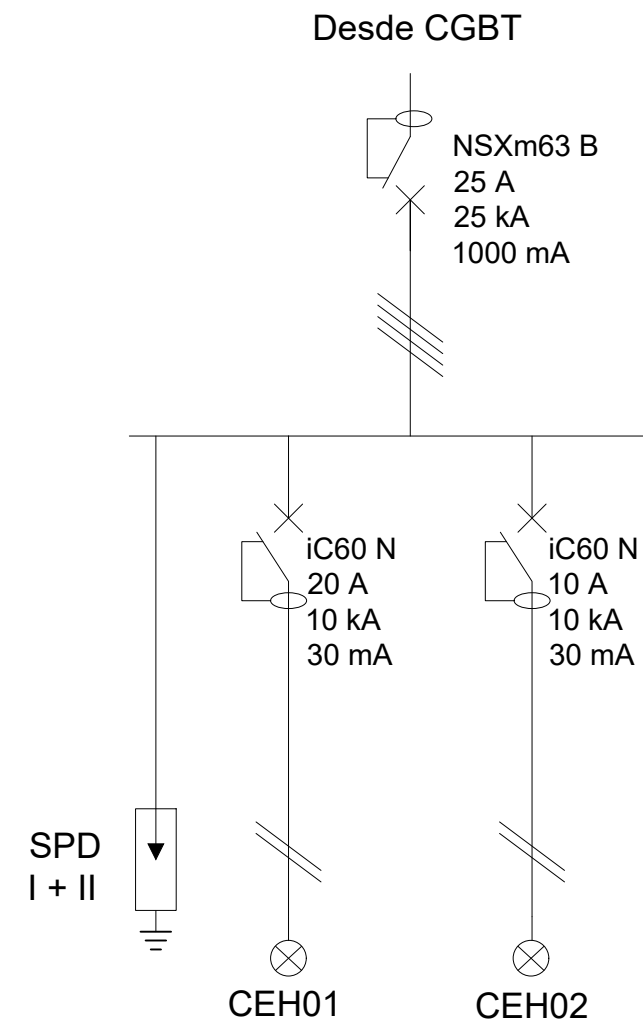 Desde CGBT
NSXm63 B
25 A
25 kA
1000 mA
iC60 N
20 A
10 kA
30 mA
iC60 N
10 A
10 kA
30 mA
SPD
I + II
CEH01
CEH02